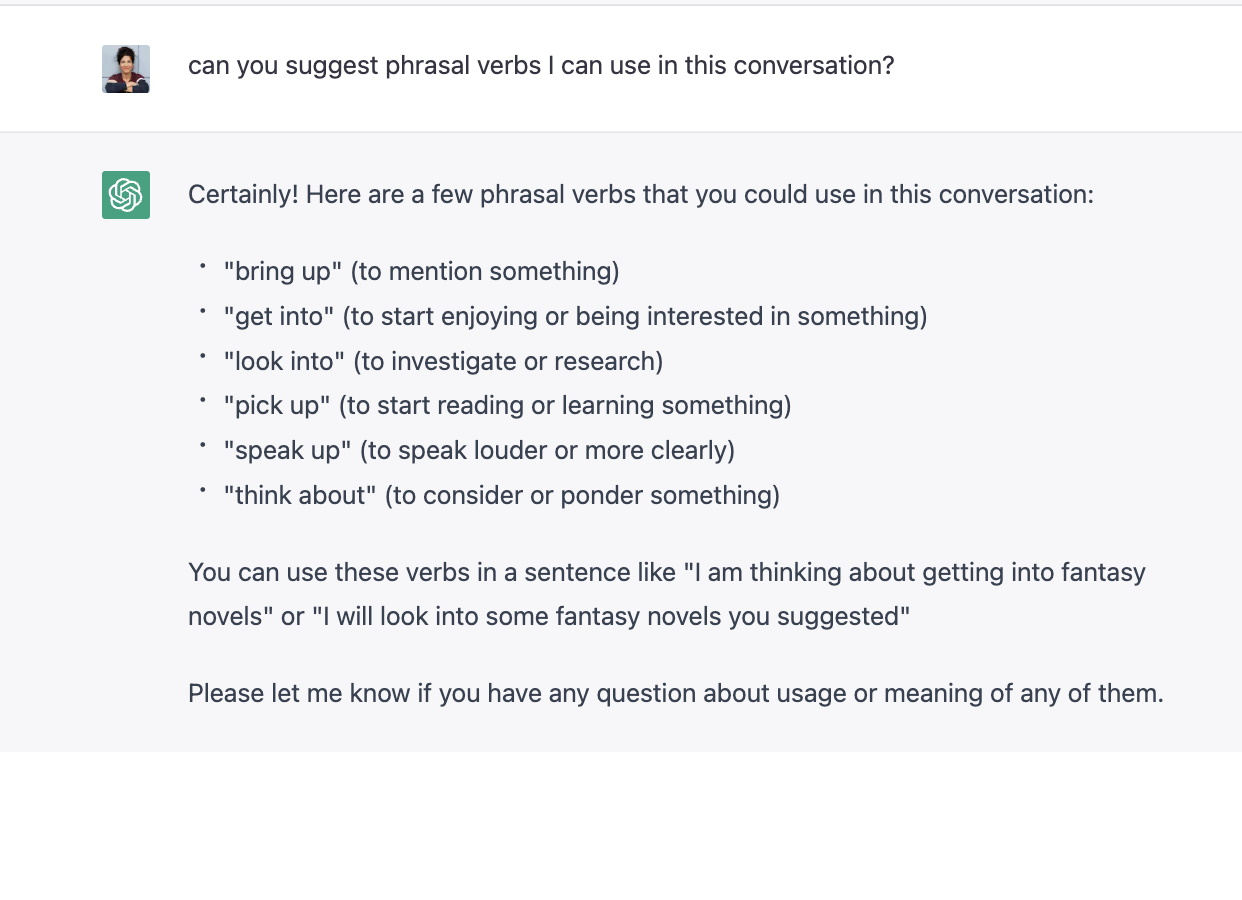 can you suggest phrasal verbs I can use in this conversation?
Certainly! Here are a few phrasal verbs that you could use in this conversation:
• "bring up" (to mention something)
• "get into" (to start enjoying or being interested in something)
• "look into" (to investigate or research)
• "pick up" (to start reading or learning something)
• "speak up" (to speak louder or more clearly)
• "think about" (to consider or ponder something)
You can use these verbs in a sentence like "I am thinking about getting into fantasy
novels" or "I will look into some fantasy novels you suggested"
Please let me know if you have any question about usage or meaning of any of them.